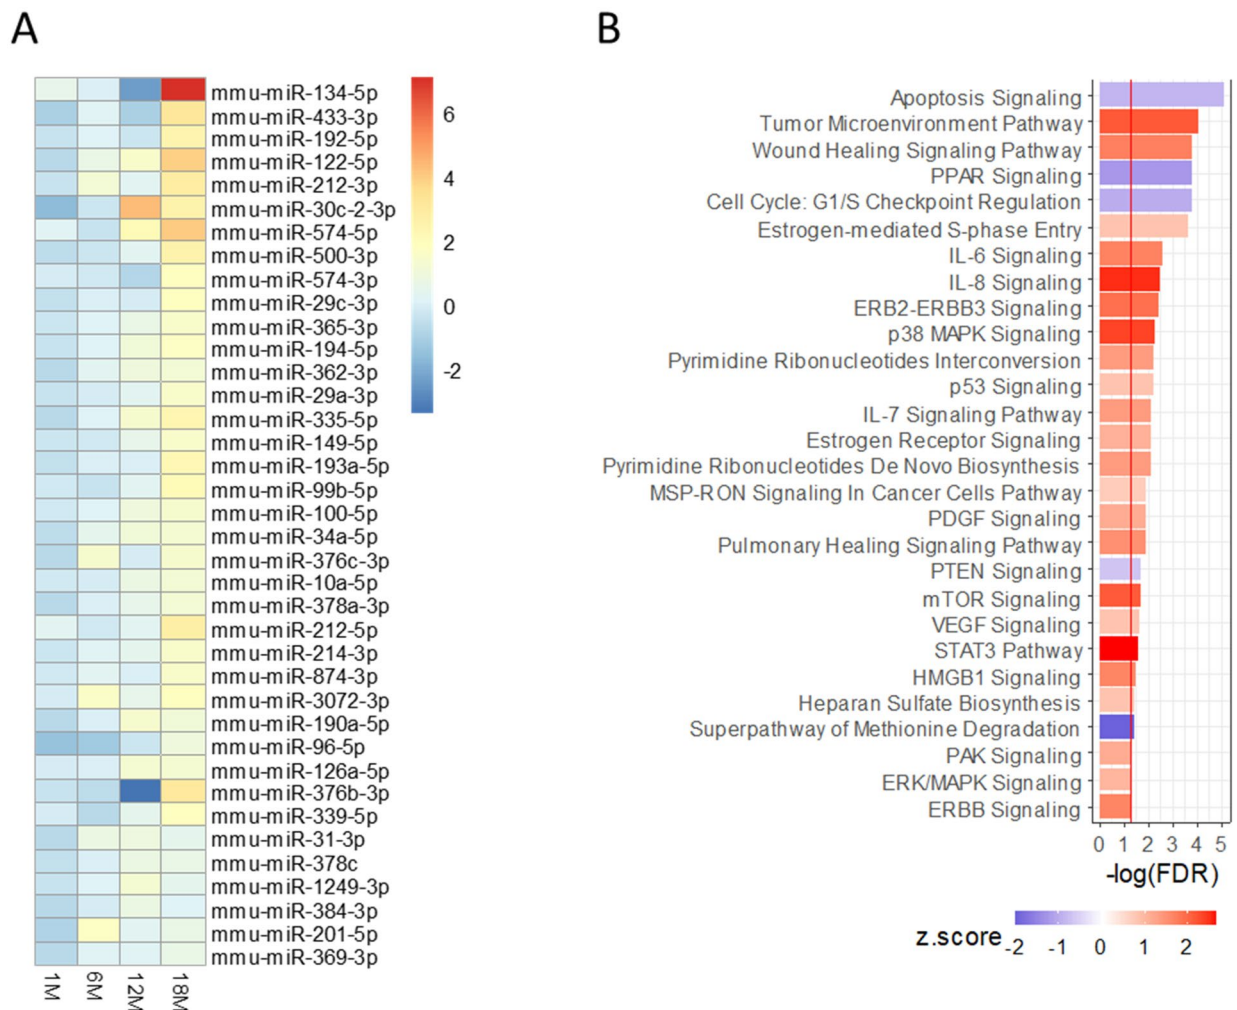 A
mmu-miR-134-5p
mmu-miR-433-3p
mmu-miR-192-5p
mmu-miR-122-5p
mmu-miR-212-3p
mmu-miR-30c-2-3p
mmu-miR-574-5p
mmu-miR-500-3p
mmu-miR-574-3p
mmu-miR-29c-3p
mmu-miR-365-3p
mmu-miR-194-5p
mmu-miR-362-3p
mmu-miR-29a-3p
mmu-miR-335-5p
mmu-miR-149-5p
mmu-miR-193a-5p
mmu-miR-99b-5p
mmu-miR-100-5p
mmu-miR-34a-5p
mmu-miR-376c-3p
mmu-miR-10a-5p
mmu-miR-378a-3p
mmu-miR-212-5p
mmu-miR-214-3p
mmu-miR-874-3p
mmu-miR-3072-3p
mmu-miR-190a-5p
mmu-miR-96-5p
mmu-miR-126a-5p
mmu-miR-376b-3p
mmu-miR-339-5p
mmu-miR-31-3p
mmu-miR-378c
mmu-miR-1249-3p
mmu-miR-384-3p
mmu-miR-201-5p
mmu-miR-369-3p
1M 6M 12M 18M
6
4
2
0
-2
B
Apoptosis Signaling
Tumor Microenvironment Pathway
Wound Healing Signaling Pathway
PPAR Signaling
Cell Cycle: G1/S Checkpoint Regulation
Estrogen-mediated S-phase Entry
IL-6 Signaling
IL-8 Signaling
ERB2-ERBB3 Signaling
p38 MAPK Signaling
Pyrimidine Ribonucleotides Interconversion
p53 Signaling
IL-7 Signaling Pathway
Estrogen Receptor Signaling
Pyrimidine Ribonucleotides De Novo Biosynthesis
MSP-RON Signaling In Cancer Cells Pathway
PDGF Signaling
Pulmonary Healing Signaling Pathway
PTEN Signaling
mTOR Signaling
VEGF Signaling
STAT3 Pathway
HMGB1 Signaling
Heparan Sulfate Biosynthesis
Superpathway of Methionine Degradation
PAK Signaling
ERK/MAPK Signaling
ERBB Signaling
0 1 2 3 4 5
-log(FDR)
z.score -2 -1 0 1 2